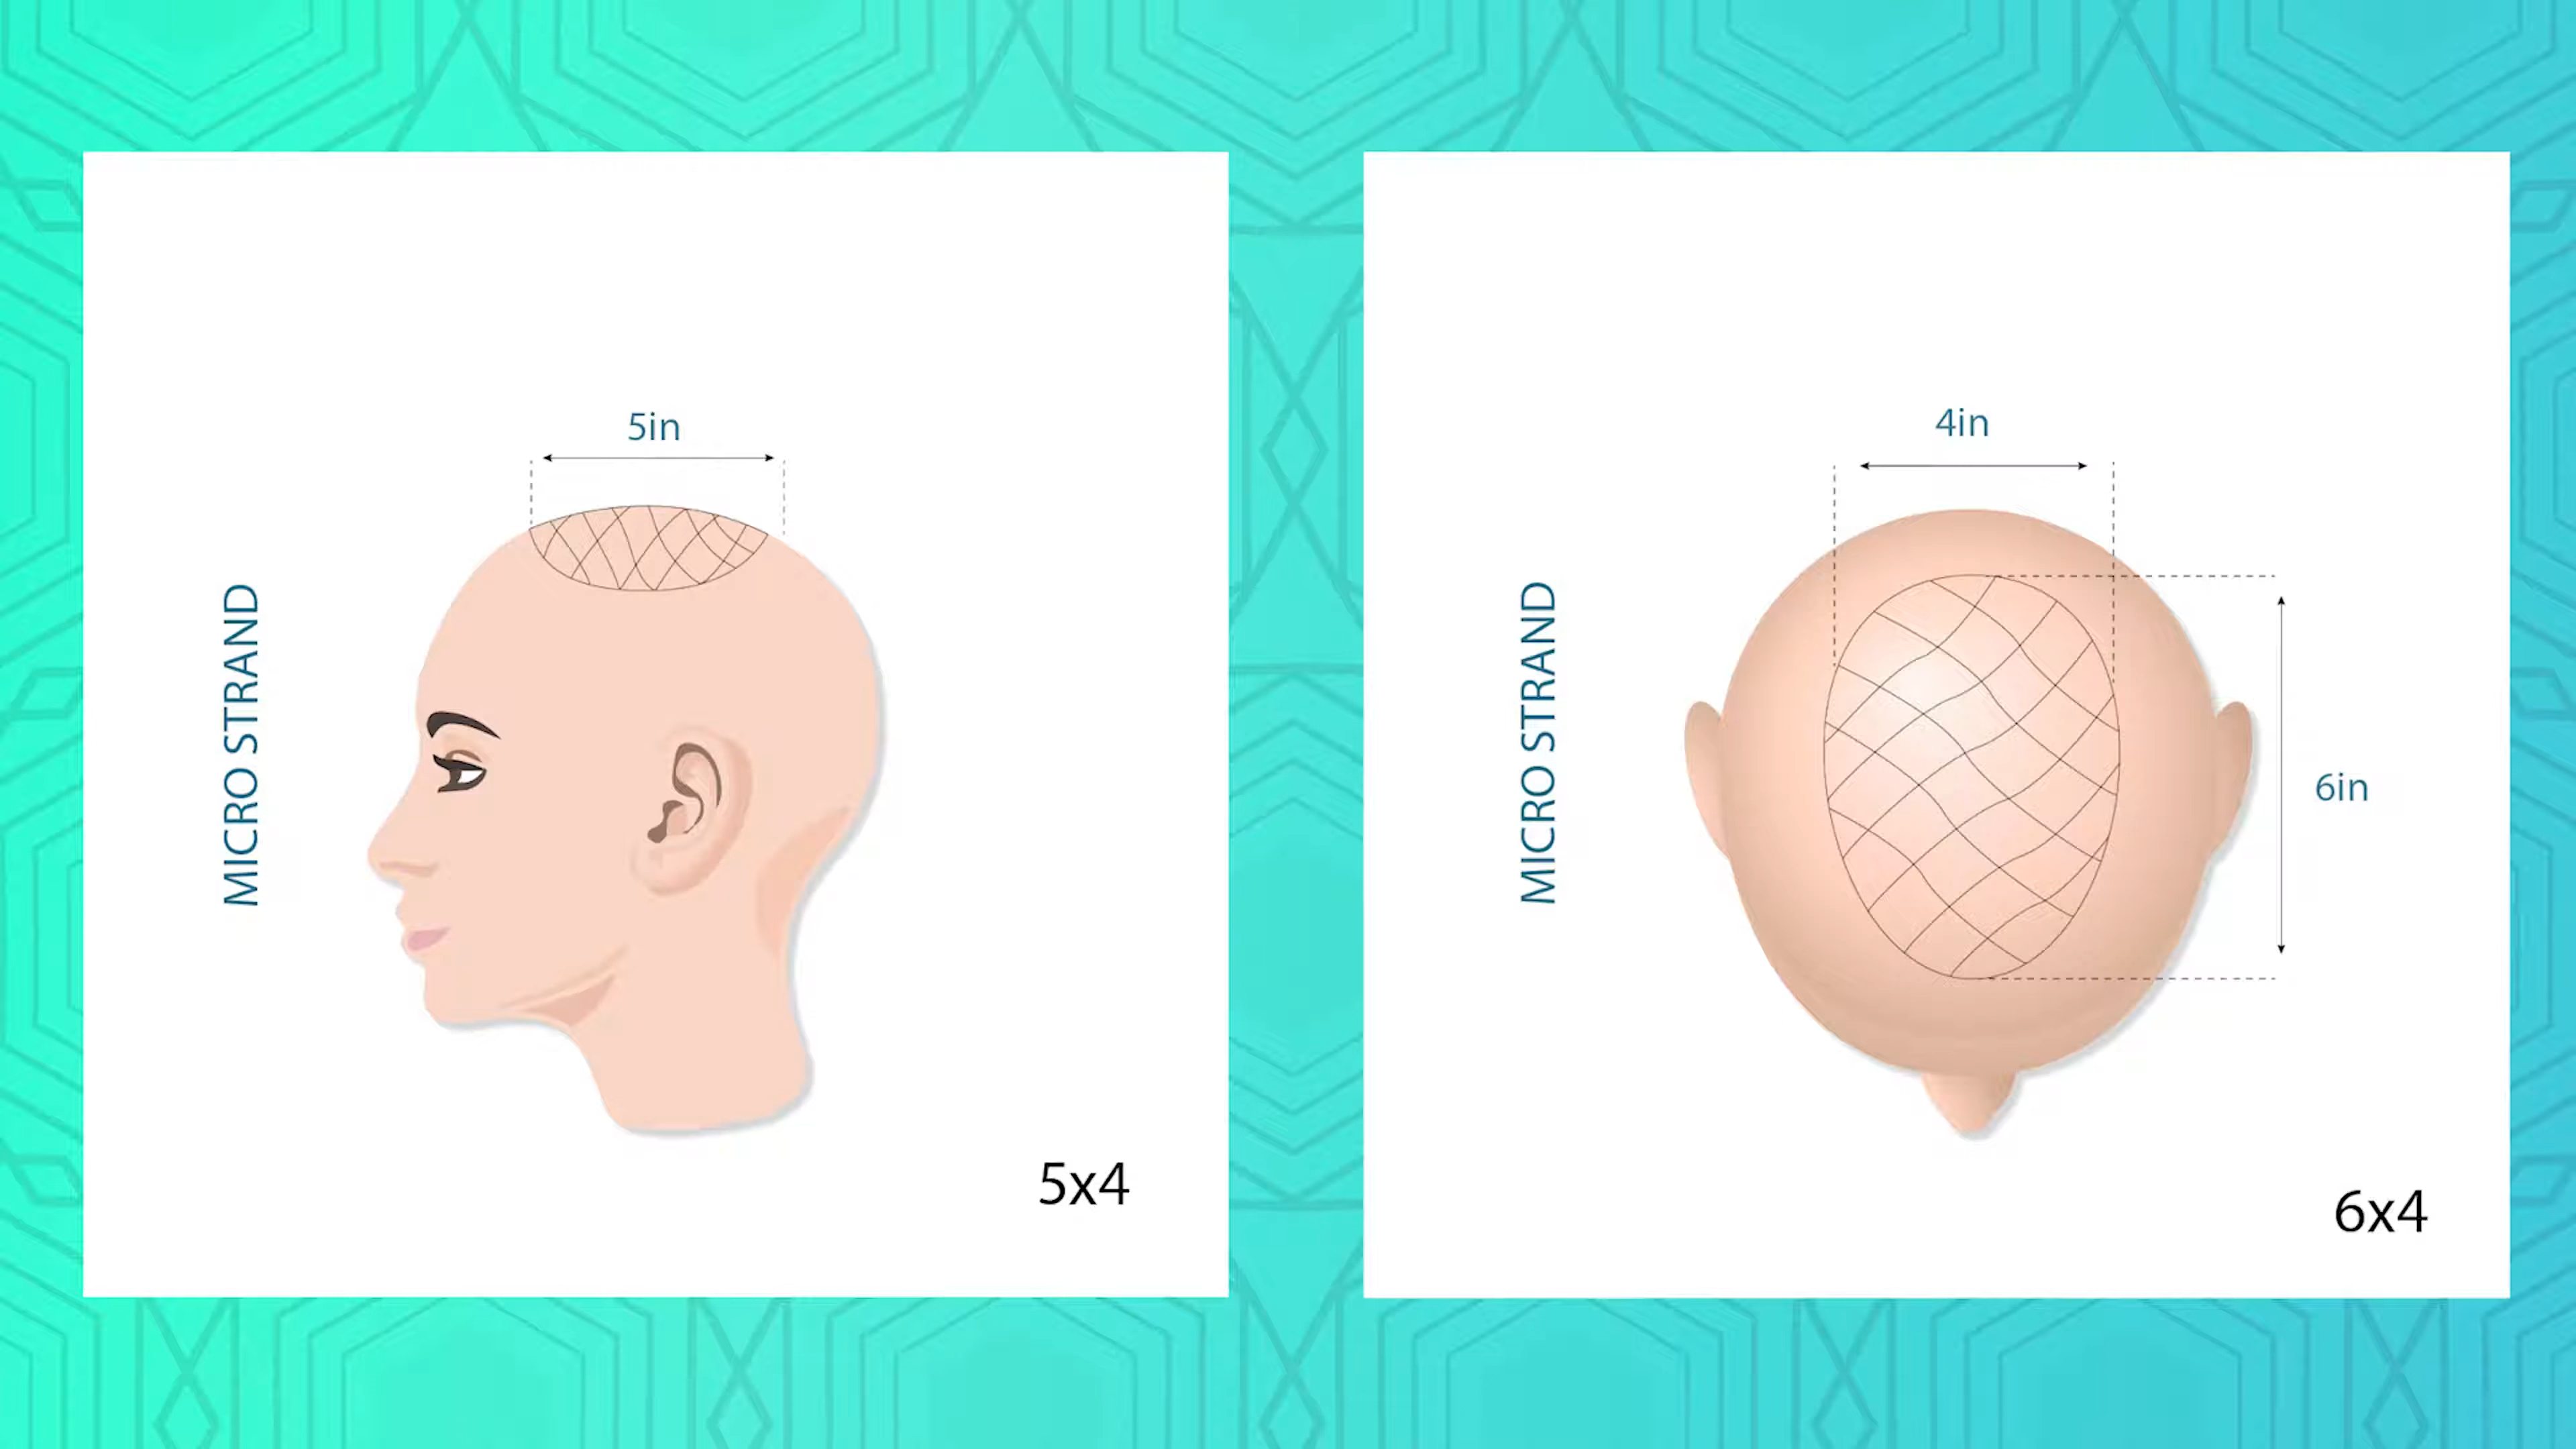 5in
MICRO STRAND
5x4
4in
MICRO STRAND
6in
6x4